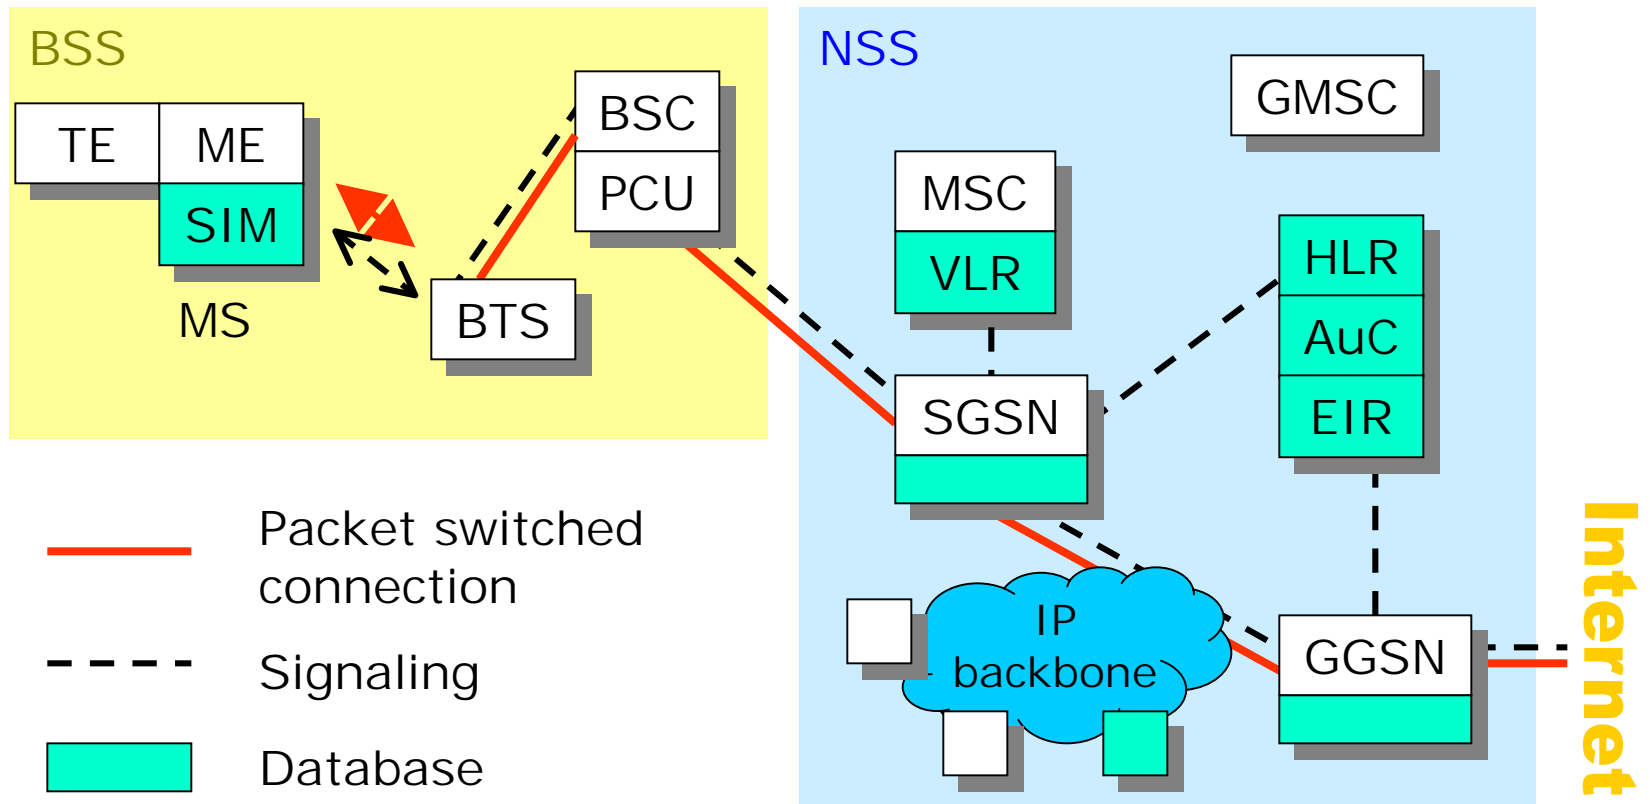 BSS
NSS
TE
ME
SIM
MS
BSC
PCU
BTS
GMSC
MSC
VLR
HLR
AuC
EIR
SGSN
IP
backbone
GGSN
Internet
Packet switched
connection
Signaling
Database